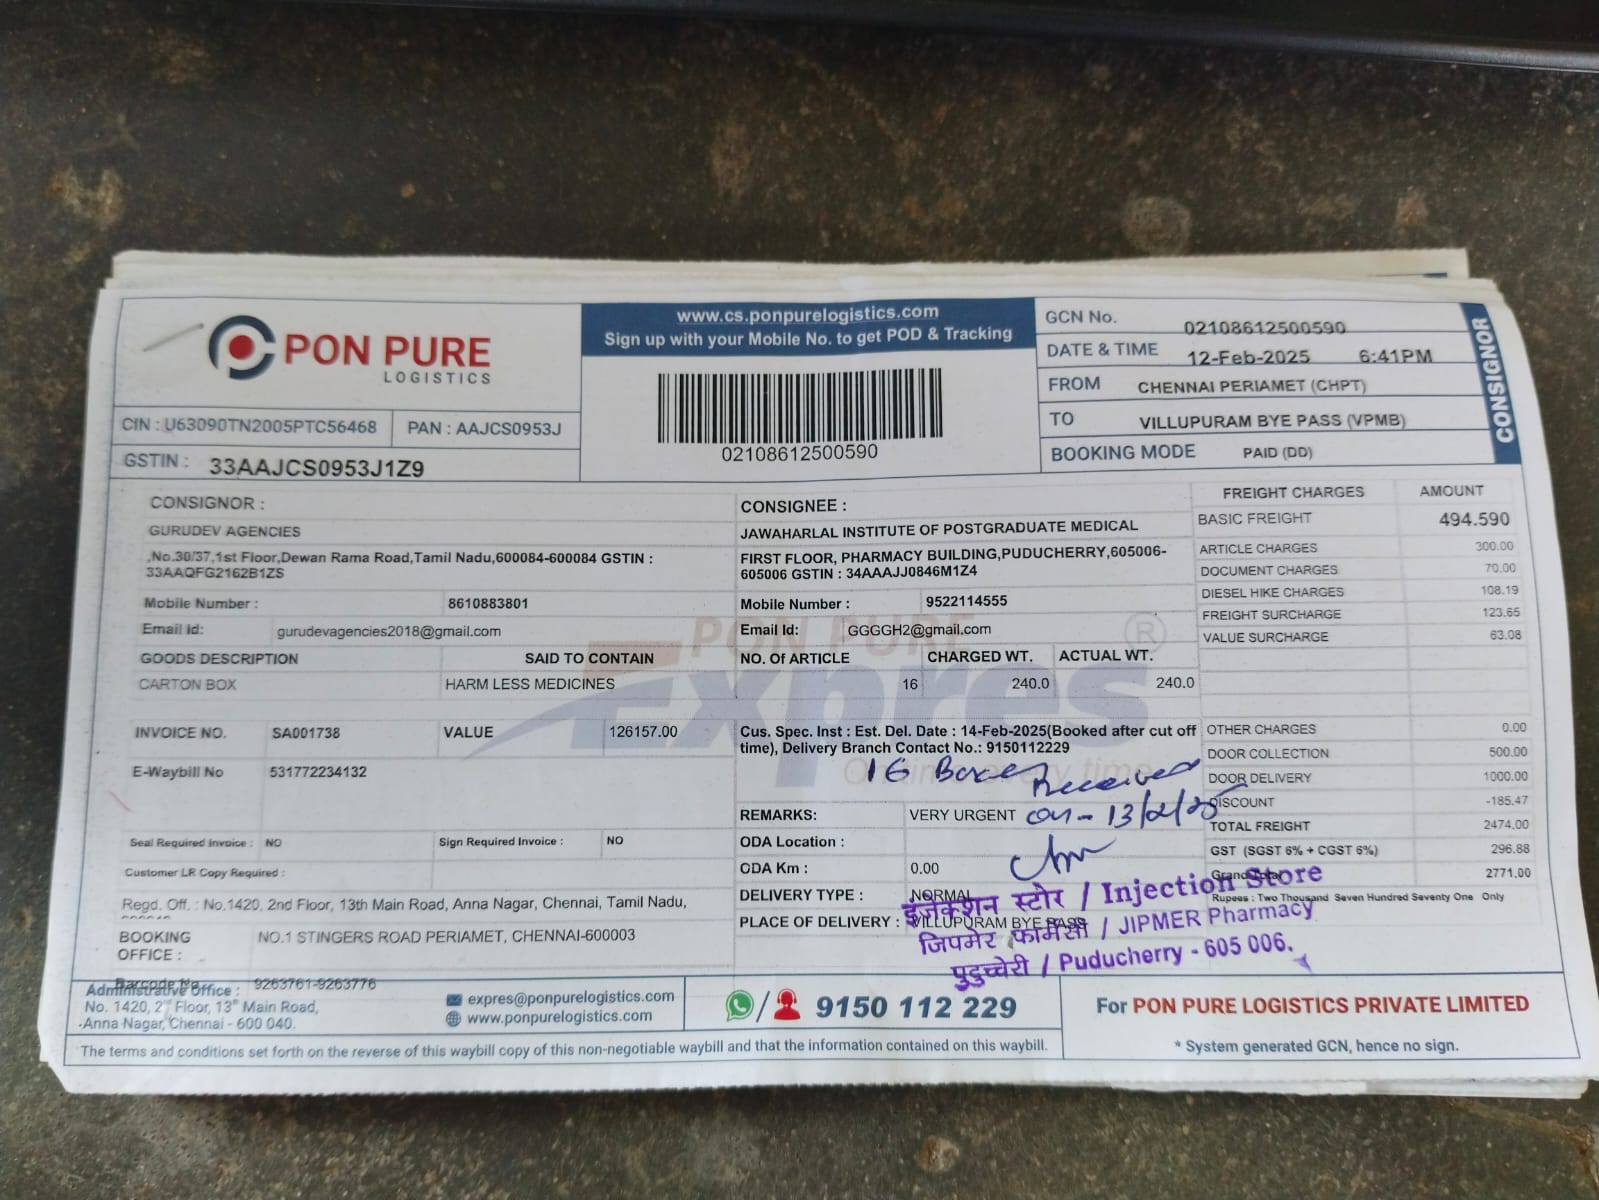 PON PURE
LOGISTICS
CIN : U63090TN2005PTC56468 PAN : AAJCS0953J
GSTIN : 33AAJCS0953J1Z9
www.cs.ponpurelogistics.com
Sign up with your Mobile No. to get POD & Tracking
02108612500590
GCN No. 02108612500590
DATE & TIME 12-Feb-2025 6:41PM
FROM CHENNAI PERIAMET (CHPT)
TO VILLUPURAM BYE PASS (VPMB)
BOOKING MODE PAID (DD)
CONSIGNOR
CONSIGNOR :
GURUDEV AGENCIES
,No.30/37,1st Floor,Dewan Rama Road,Tamil Nadu,600084-600084 GSTIN :
33AAQFG2162B1ZS
Mobile Number : 8610883801
Email Id: gurudevagencies2018@gmail.com
CONSIGNEE :
JAWAHARLAL INSTITUTE OF POSTGRADUATE MEDICAL
FIRST FLOOR, PHARMACY BUILDING,PUDUCHERRY,605006-
605006 GSTIN : 34AAAJJ0846M1Z4
Mobile Number : 9522114555
Email Id: GGGGH2@gmail.com
GOODS DESCRIPTION SAID TO CONTAIN NO. Of ARTICLE CHARGED WT. ACTUAL WT.
CARTON BOX HARM LESS MEDICINES 16 240.0 240.0
PON PURE
Expres
®
INVOICE NO. SA001738 VALUE 126157.00
E-Waybill No 531772234132
Seal Required Invoice : NO Sign Required Invoice : NO
Customer LR Copy Required :
Regd. Off. : No.1420, 2nd Floor, 13th Main Road, Anna Nagar, Chennai, Tamil Nadu,
BOOKING OFFICE : NO.1 STINGERS ROAD PERIAMET, CHENNAI-600003
Barcode No 9263761-9263776
Cus. Spec. Inst : Est. Del. Date : 14-Feb-2025(Booked after cut off
time), Delivery Branch Contact No.: 9150112229
16 Boxes Received
on - 13/2/25
REMARKS: VERY URGENT
ODA Location :
ODA Km : 0.00
DELIVERY TYPE : NORMAL
PLACE OF DELIVERY : VILLUPURAM BYE PASS
इंजेक्शन स्टोर / Injection Store
जिपमेर फार्मेसी / JIPMER Pharmacy
पुदुच्चेरी / Puducherry - 605 006.
FREIGHT CHARGES AMOUNT
BASIC FREIGHT 494.590
ARTICLE CHARGES 300.00
DOCUMENT CHARGES 70.00
DIESEL HIKE CHARGES 108.19
FREIGHT SURCHARGE 123.65
VALUE SURCHARGE 63.08
OTHER CHARGES 0.00
DOOR COLLECTION 500.00
DOOR DELIVERY 1000.00
DISCOUNT -185.47
TOTAL FREIGHT 2474.00
GST (SGST 6% + CGST 6%) 296.88
Grand Total 2771.00
Rupees : Two Thousand Seven Hundred Seventy One Only
Administrative Office :
No. 1420, 2nd Floor, 13th Main Road,
Anna Nagar, Chennai - 600 040.
expres@ponpurelogistics.com
www.ponpurelogistics.com
9150 112 229
For PON PURE LOGISTICS PRIVATE LIMITED
* System generated GCN, hence no sign.
The terms and conditions set forth on the reverse of this waybill copy of this non-negotiable waybill and that the information contained on this waybill.